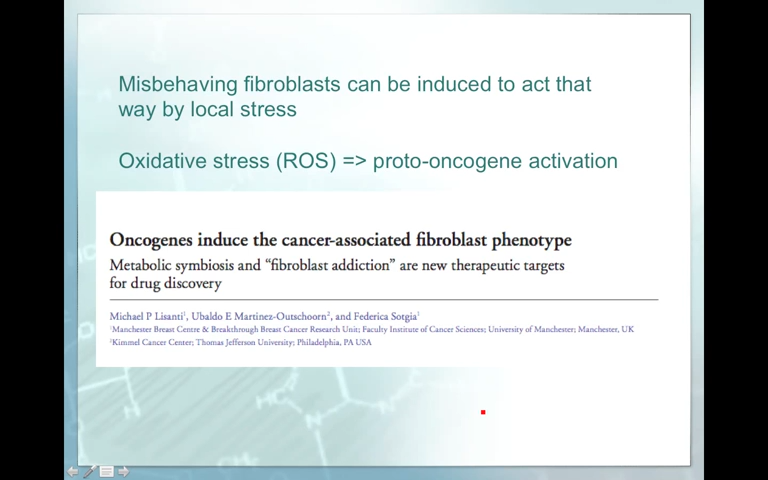 Misbehaving fibroblasts can be induced to act that
way by local stress
Oxidative stress (ROS) => proto-oncogene activation
Oncogenes induce the cancer-associated fibroblast phenotype
Metabolic symbiosis and “fibroblast addiction” are new therapeutic targets
for drug discovery
Michael P Lisanti¹, Ubaldo E Martinez-Outschoorn², and Federica Sotgia¹
¹Manchester Breast Centre & Breakthrough Breast Cancer Research Unit; Faculty Institute of Cancer Sciences; University of Manchester; Manchester, UK
²Kimmel Cancer Center; Thomas Jefferson University; Philadelphia, PA USA
O
H
HC
N
N
CH